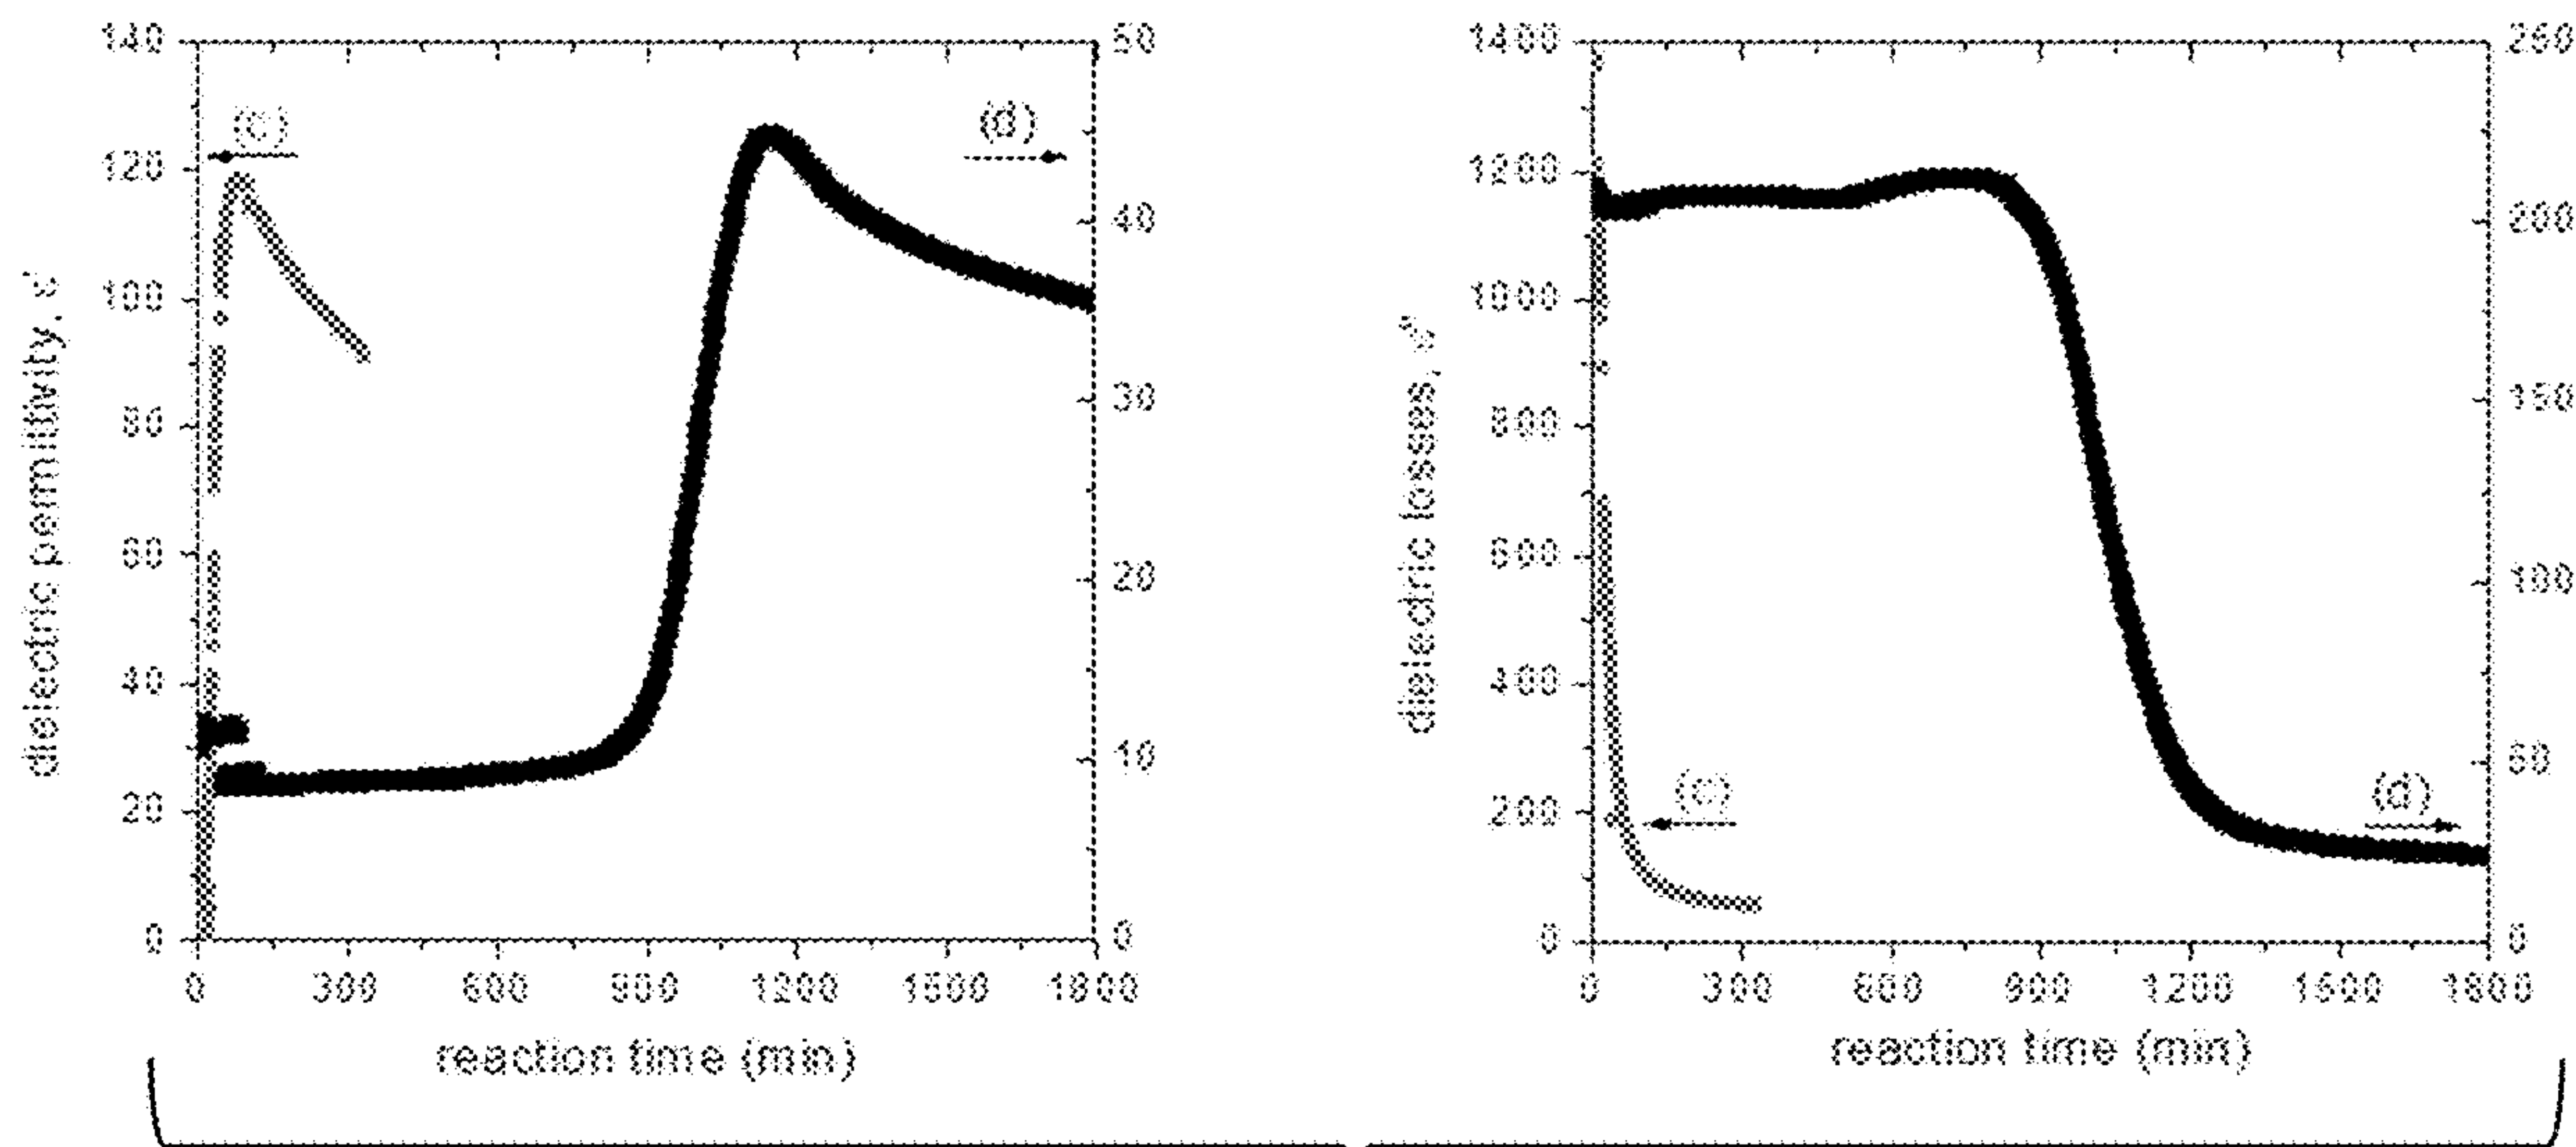 140
120
100
80
60
40
20
0
50
40
30
20
10
0
(c)
(d)
0 300 600 900 1200 1500 1800
dielectric permittivity, ε'
reaction time (min)
1400
1200
1000
800
600
400
200
0
250
200
150
100
50
0
(c)
(d)
0 300 600 900 1200 1500 1800
dielectric losses, ε"
reaction time (min)